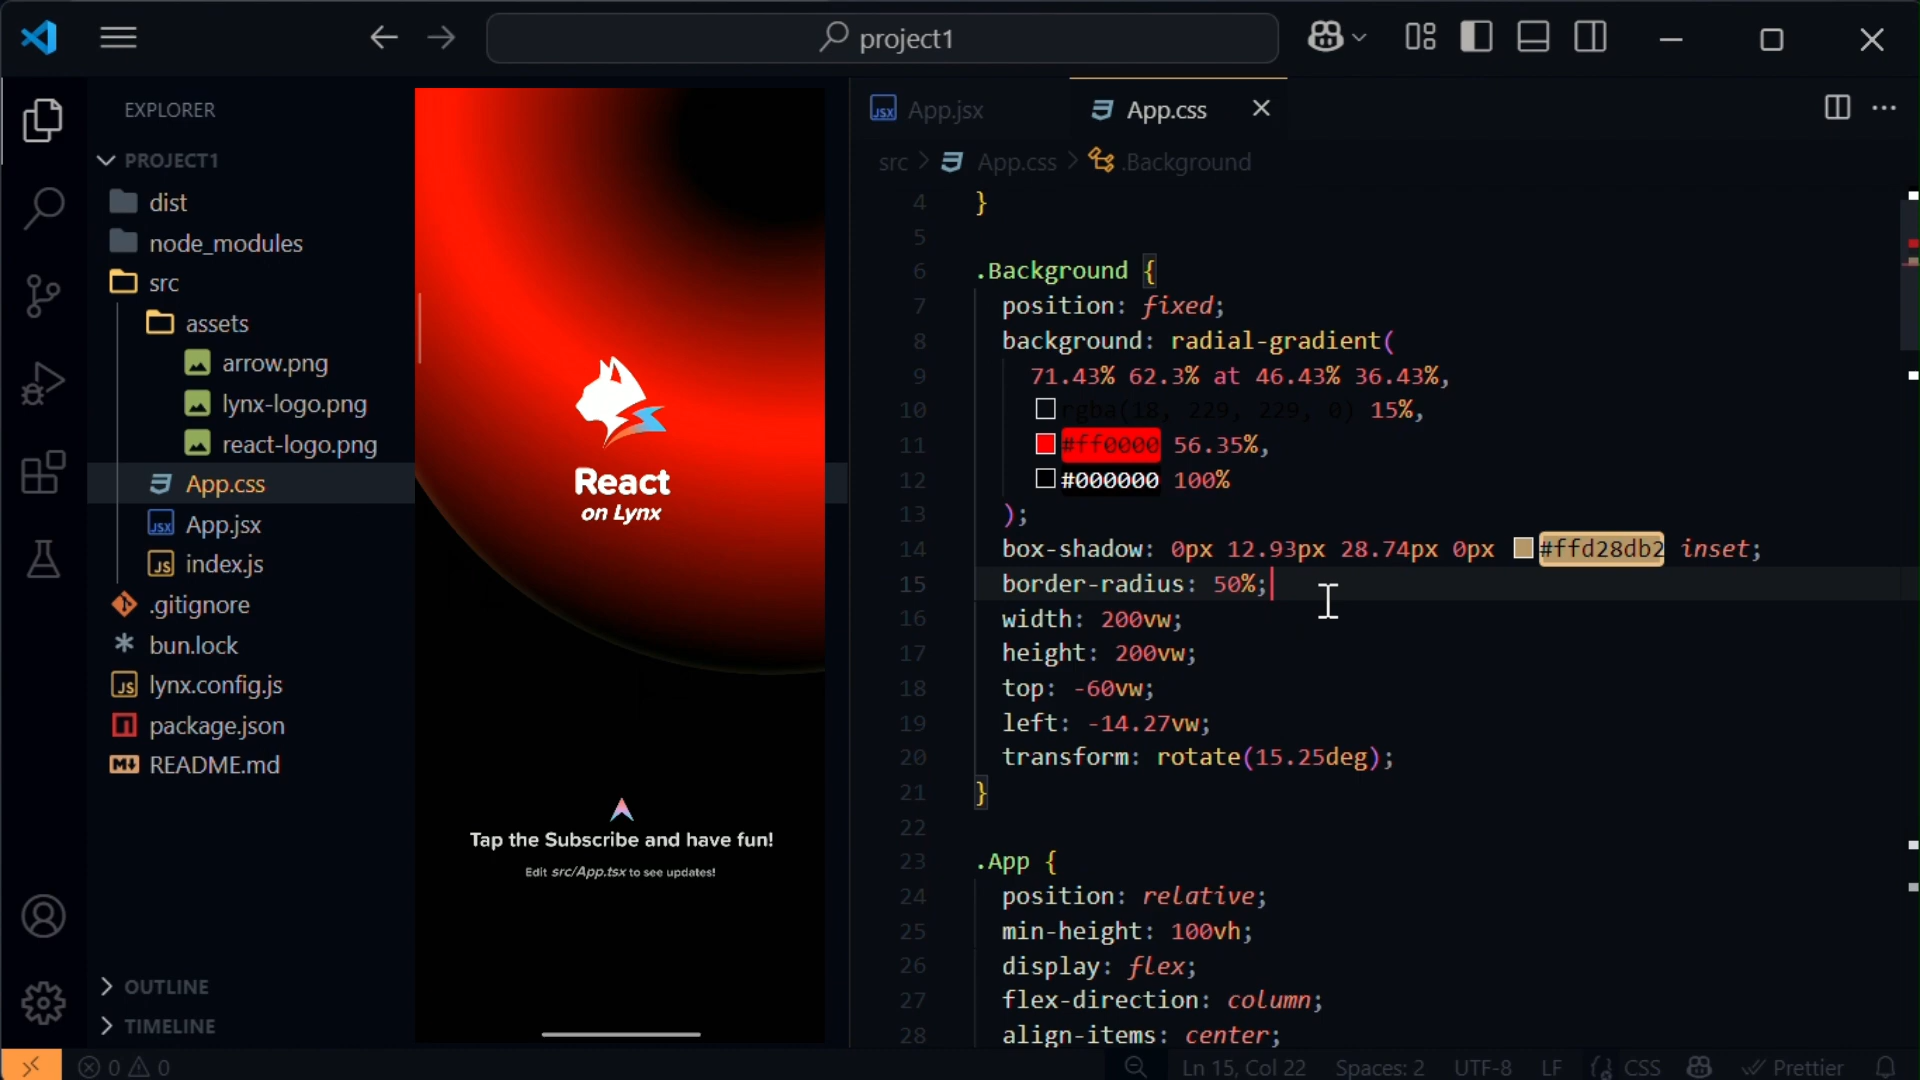 project1
EXPLORER
PROJECT1
dist
node_modules
src
assets
arrow.png
lynx-logo.png
react-logo.png
App.css
JSX App.jsx
JS index.js
.gitignore
bun.lock
JS lynx.config.js
package.json
README.md
OUTLINE
TIMELINE
React
on Lynx
Tap the Subscribe and have fun!
Edit src/App.tsx to see updates!
JSX App.jsx
App.css
src > App.css > .Background
4 }
5
6 .Background {
7 position: fixed;
8 background: radial-gradient(
9 71.43% 62.3% at 46.43% 36.43%,
10 rgba(18, 229, 229, 0) 15%,
11 #ff0000 56.35%,
12 #000000 100%
13 );
14 box-shadow: 0px 12.93px 28.74px 0px #ffd28db2 inset;
15 border-radius: 50%;
16 width: 200vw;
17 height: 200vw;
18 top: -60vw;
19 left: -14.27vw;
20 transform: rotate(15.25deg);
21 }
22
23 .App {
24 position: relative;
25 min-height: 100vh;
26 display: flex;
27 flex-direction: column;
28 align-items: center;
0 0
Ln 15, Col 22
Spaces: 2
UTF-8
LF
CSS
Prettier